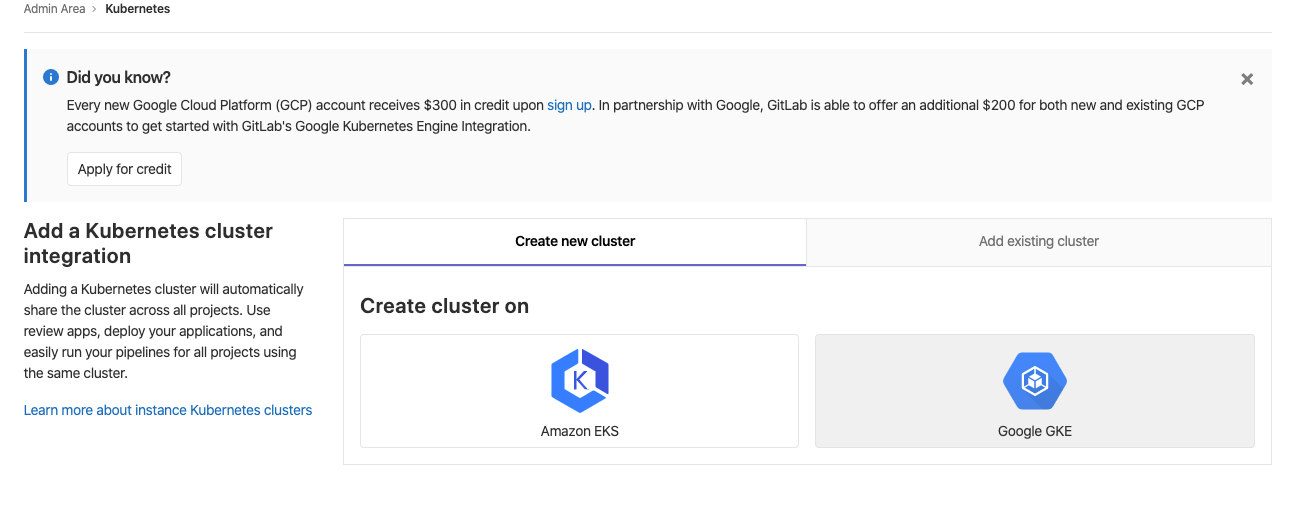 Admin Area > Kubernetes
Did you know?
Every new Google Cloud Platform (GCP) account receives $300 in credit upon sign up. In partnership with Google, GitLab is able to offer an additional $200 for both new and existing GCP
accounts to get started with GitLab's Google Kubernetes Engine Integration.
Apply for credit
Add a Kubernetes cluster
integration
Adding a Kubernetes cluster will automatically
share the cluster across all projects. Use
review apps, deploy your applications, and
easily run your pipelines for all projects using
the same cluster.
Learn more about instance Kubernetes clusters
Create new cluster
Add existing cluster
Create cluster on
K
Amazon EKS
Google GKE